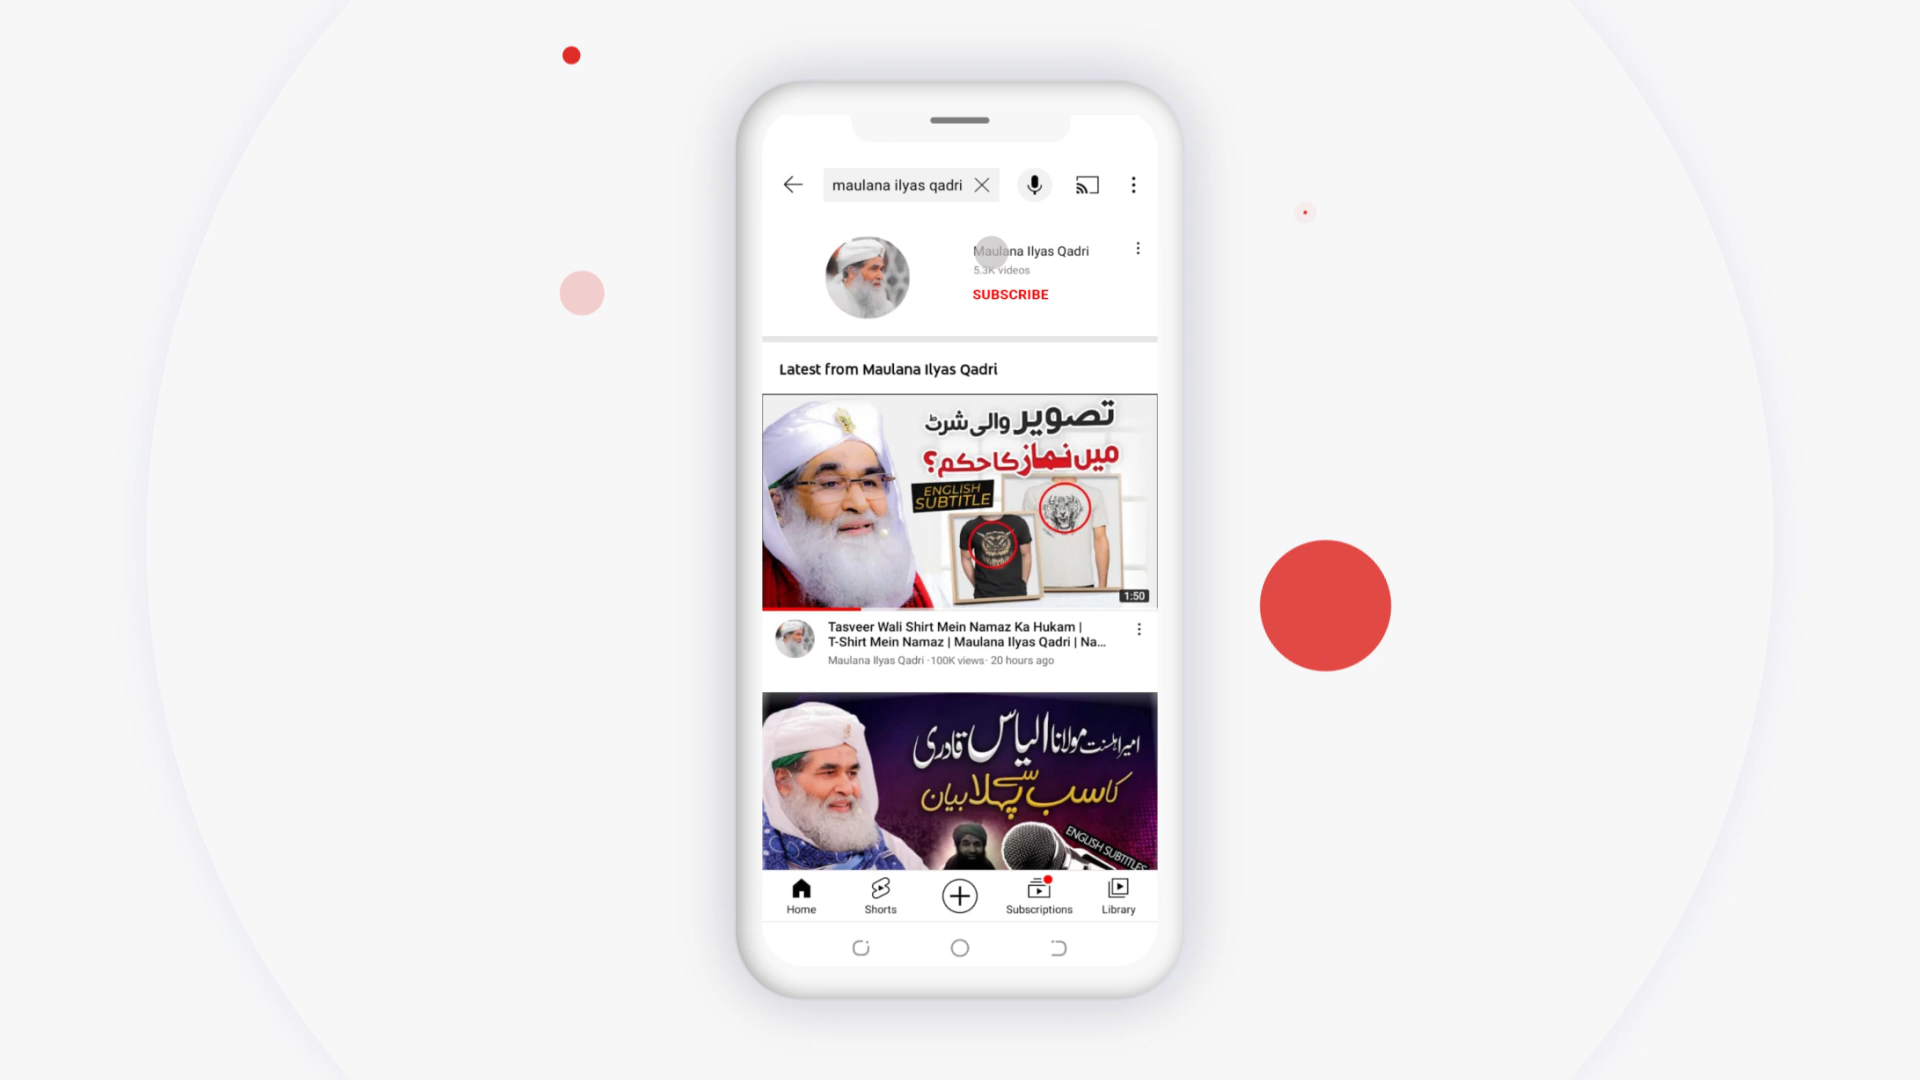 maulana ilyas qadri
Maulana Ilyas Qadri
5.3K videos
SUBSCRIBE
Latest from Maulana Ilyas Qadri
تصویر والی شرٹ
میں نماز کا حکم؟
ENGLISH
SUBTITLE
1:50
Tasveer Wali Shirt Mein Namaz Ka Hukam |
T-Shirt Mein Namaz | Maulana Ilyas Qadri | Na...
Maulana Ilyas Qadri · 100K views · 20 hours ago
امیر اہلسنت مولانا الیاس قادری
کا سب سے پہلا بیان
ENGLISH SUBTITLES
Home
Shorts
Subscriptions
Library